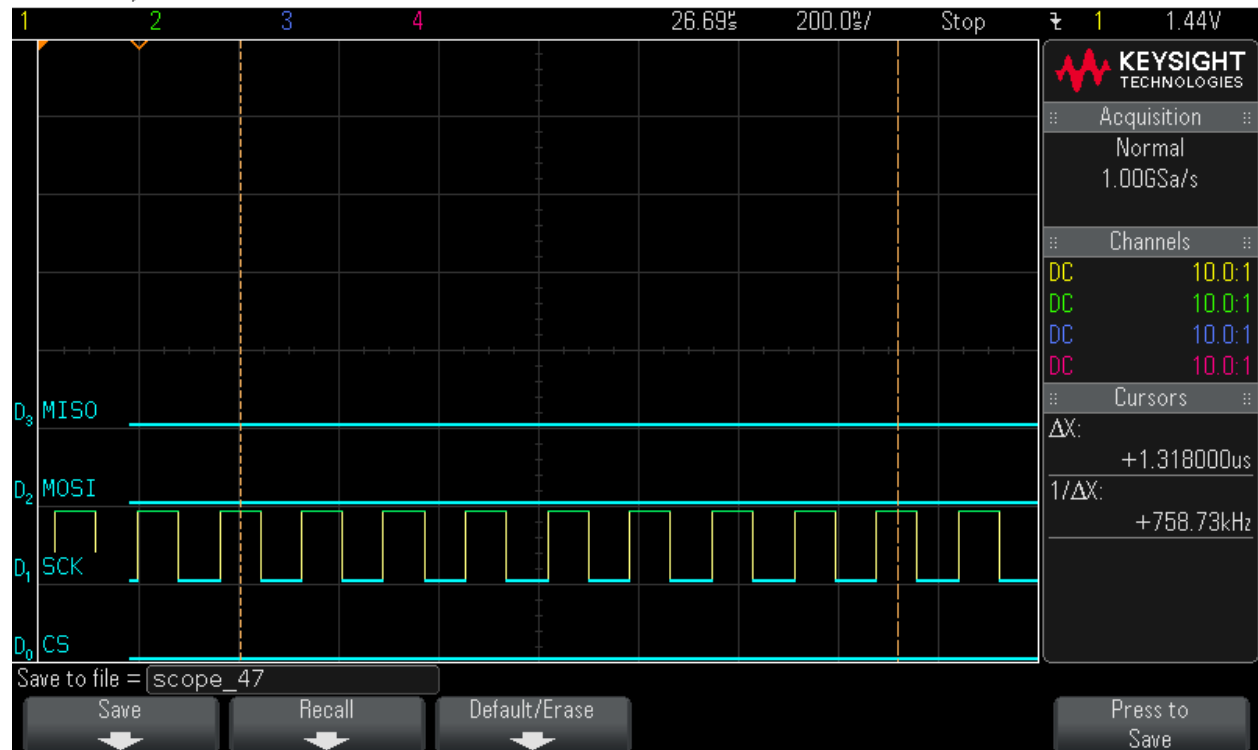 1 2 3 4 26.69㎲ 200.0㎱/ Stop 1 1.44V
KEYSIGHT
TECHNOLOGIES
Acquisition
Normal
1.00GSa/s
Channels
DC 10.0:1
DC 10.0:1
DC 10.0:1
DC 10.0:1
Cursors
ΔX:
+1.318000us
1/ΔX:
+758.73kHz
D₃ MISO
D₂ MOSI
D₁ SCK
D₀ CS
Save to file = scope_47
Save Recall Default/Erase Press to
Save